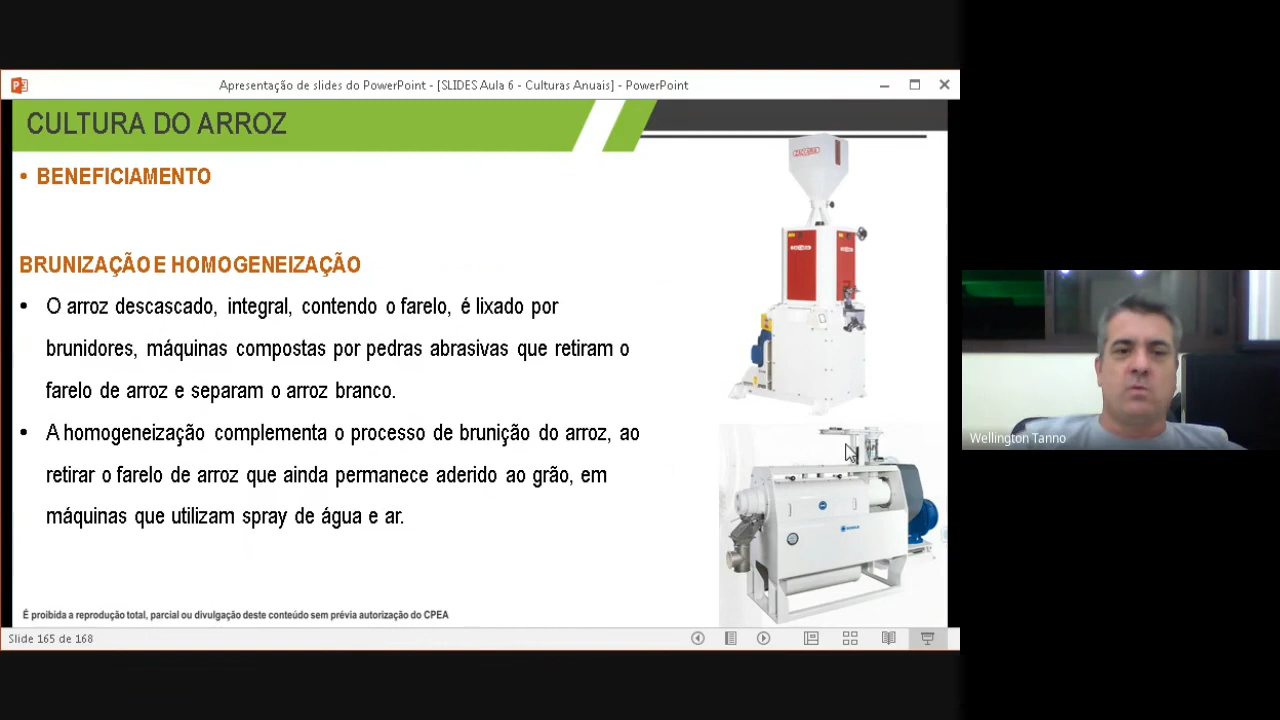 Apresentação de slides do PowerPoint - [SLIDES Aula 6 - Culturas Anuais] - PowerPoint
CULTURA DO ARROZ
• BENEFICIAMENTO
BRUNIZAÇÃO E HOMOGENEIZAÇÃO
• O arroz descascado, integral, contendo o farelo, é lixado por
brunidores, máquinas compostas por pedras abrasivas que retiram o
farelo de arroz e separam o arroz branco.
• A homogeneização complementa o processo de brunição do arroz, ao
retirar o farelo de arroz que ainda permanece aderido ao grão, em
máquinas que utilizam spray de água e ar.
É proibida a reprodução total, parcial ou divulgação deste conteúdo sem prévia autorização do CPEA
Slide 165 de 168
Wellington Tanno